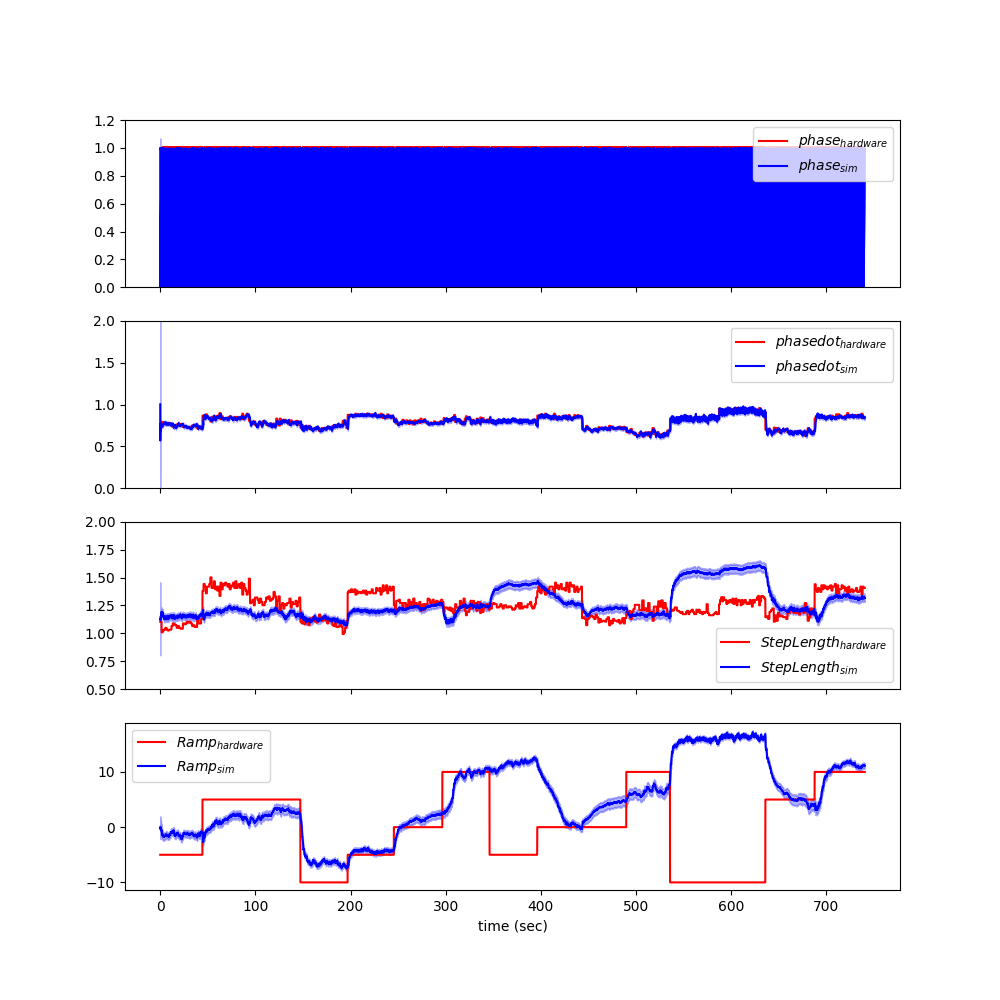 1.2
1.0
0.8
0.6
0.4
0.2
0.0
phase_hardware
phase_sim
2.0
1.5
1.0
0.5
0.0
phasedot_hardware
phasedot_sim
2.00
1.75
1.50
1.25
1.00
0.75
0.50
StepLength_hardware
StepLength_sim
Ramp_hardware
Ramp_sim
10
0
−10
0 100 200 300 400 500 600 700
time (sec)